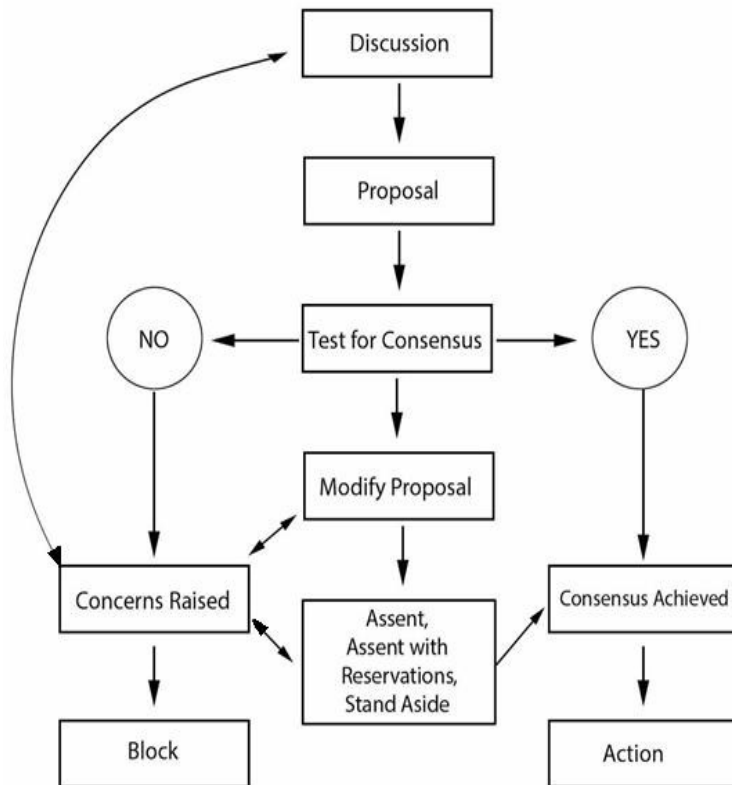 Discussion
Proposal
NO
Test for Consensus
YES
Modify Proposal
Concerns Raised
Assent,
Assent with
Reservations,
Stand Aside
Consensus Achieved
Block
Action